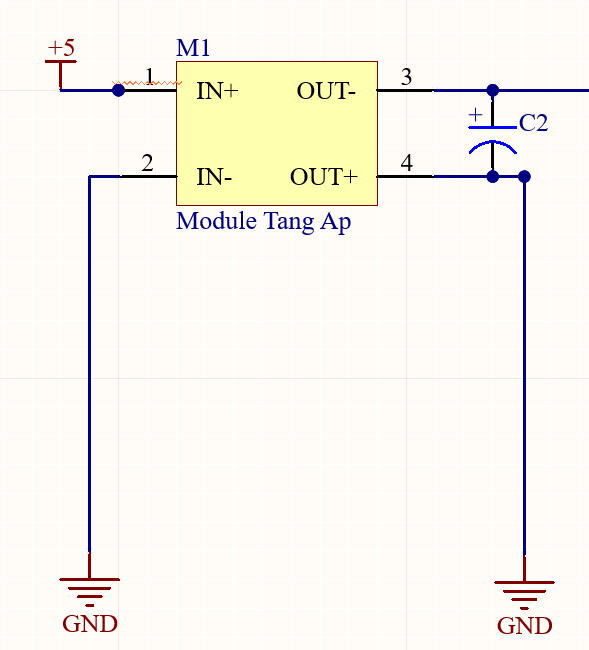 +5
M1
1
IN+
OUT-
3
+
C2
2
IN-
OUT+
4
Module Tang Ap
GND
GND